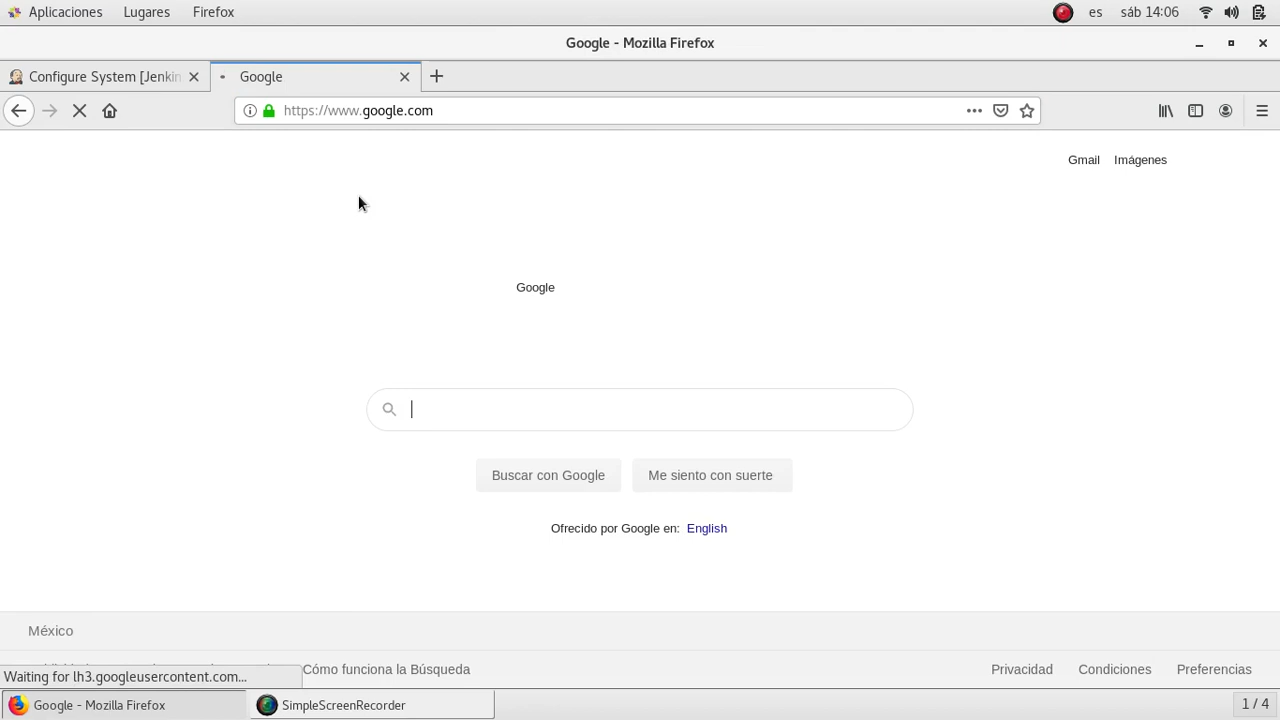 Aplicaciones Lugares Firefox es sáb 14:06
Google - Mozilla Firefox
Configure System [Jenkin Google
https://www.google.com
Gmail Imágenes
Google
Buscar con Google Me siento con suerte
Ofrecido por Google en: English
México
Cómo funciona la Búsqueda Privacidad Condiciones Preferencias
Waiting for lh3.googleusercontent.com...
Google - Mozilla Firefox SimpleScreenRecorder 1 / 4